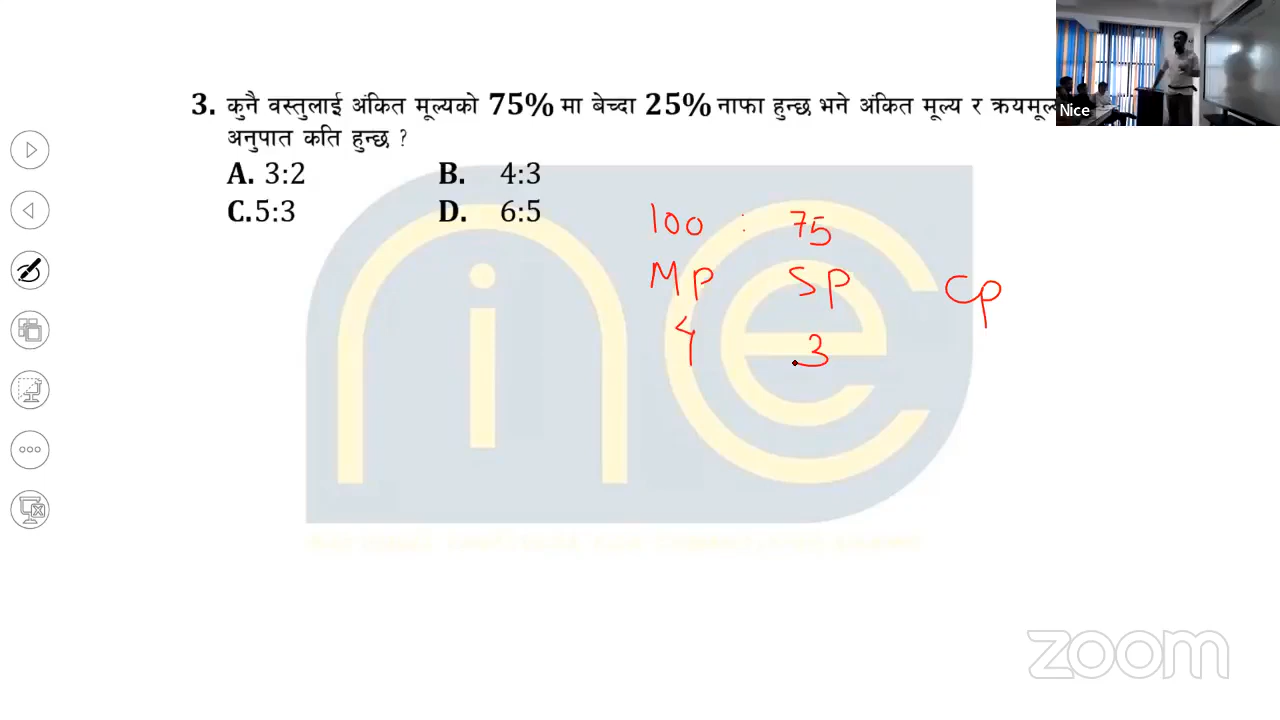 3. कुनै वस्तुलाई अंकित मूल्यको 75% मा बेच्दा 25% नाफा हुन्छ भने अंकित मूल्य र क्रयमूल
अनुपात कति हुन्छ ?
A. 3:2 B. 4:3
C.5:3 D. 6:5
100 : 75
MP SP CP
4 3
Nice
zoom